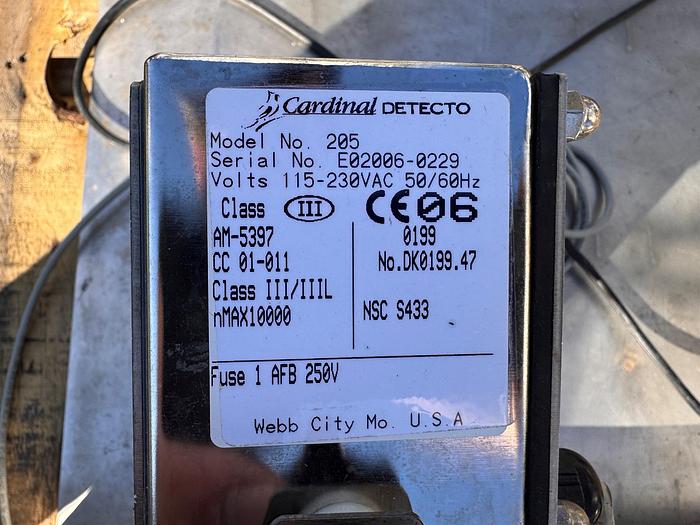 Cardinal DETECTO
Model No. 205
Serial No. E02006-0229
Volts 115-230VAC 50/60Hz
Class III CE06
AM-5397 0199
CC 01-011 No.DK0199.47
Class III/IIIL
nMAX10000 NSC S433
Fuse 1 AFB 250V
Webb City Mo. U.S.A